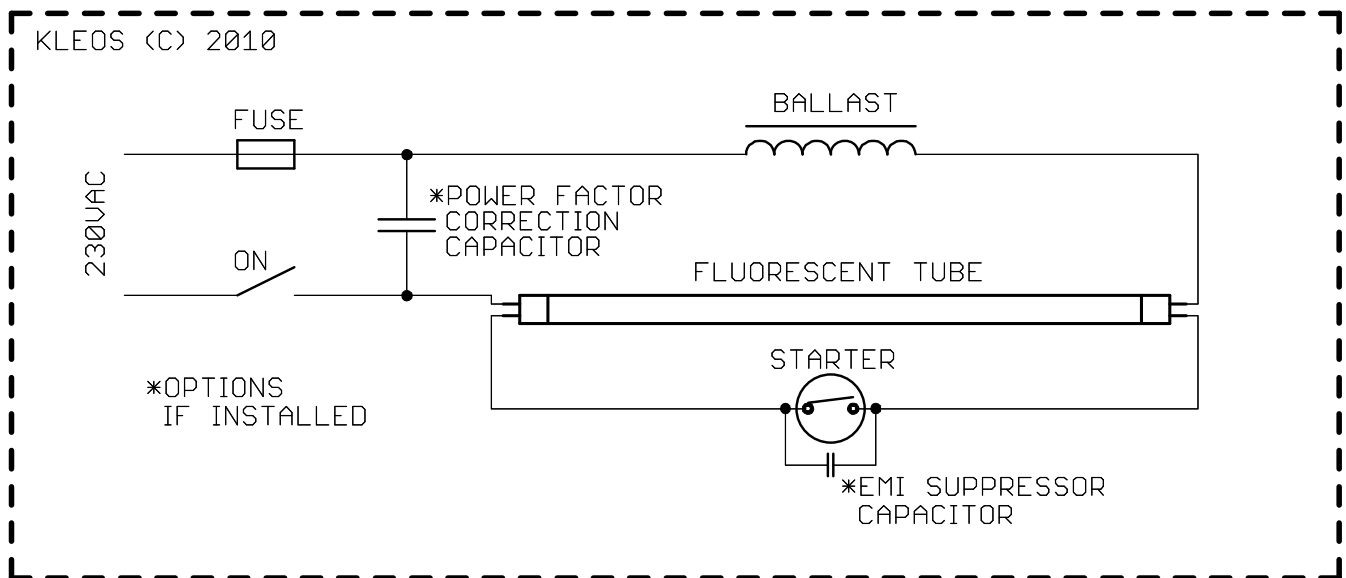 KLEOS (C) 2010
FUSE
BALLAST
230VAC
*POWER FACTOR
CORRECTION
CAPACITOR
ON
FLUORESCENT TUBE
STARTER
*OPTIONS
IF INSTALLED
*EMI SUPPRESSOR
CAPACITOR